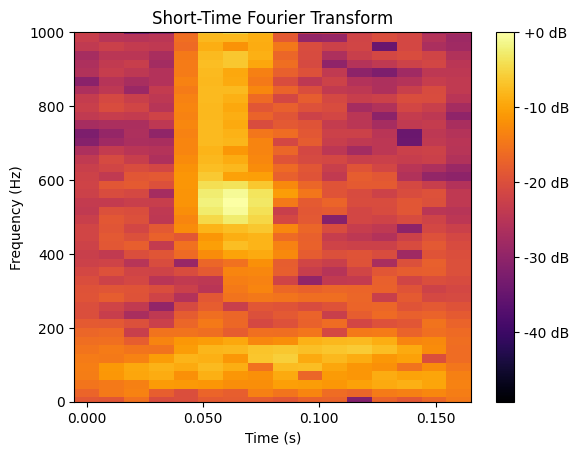 Short-Time Fourier Transform
1000
800
600
400
200
0
Frequency (Hz)
0.000
0.050
0.100
0.150
Time (s)
+0 dB
-10 dB
-20 dB
-30 dB
-40 dB